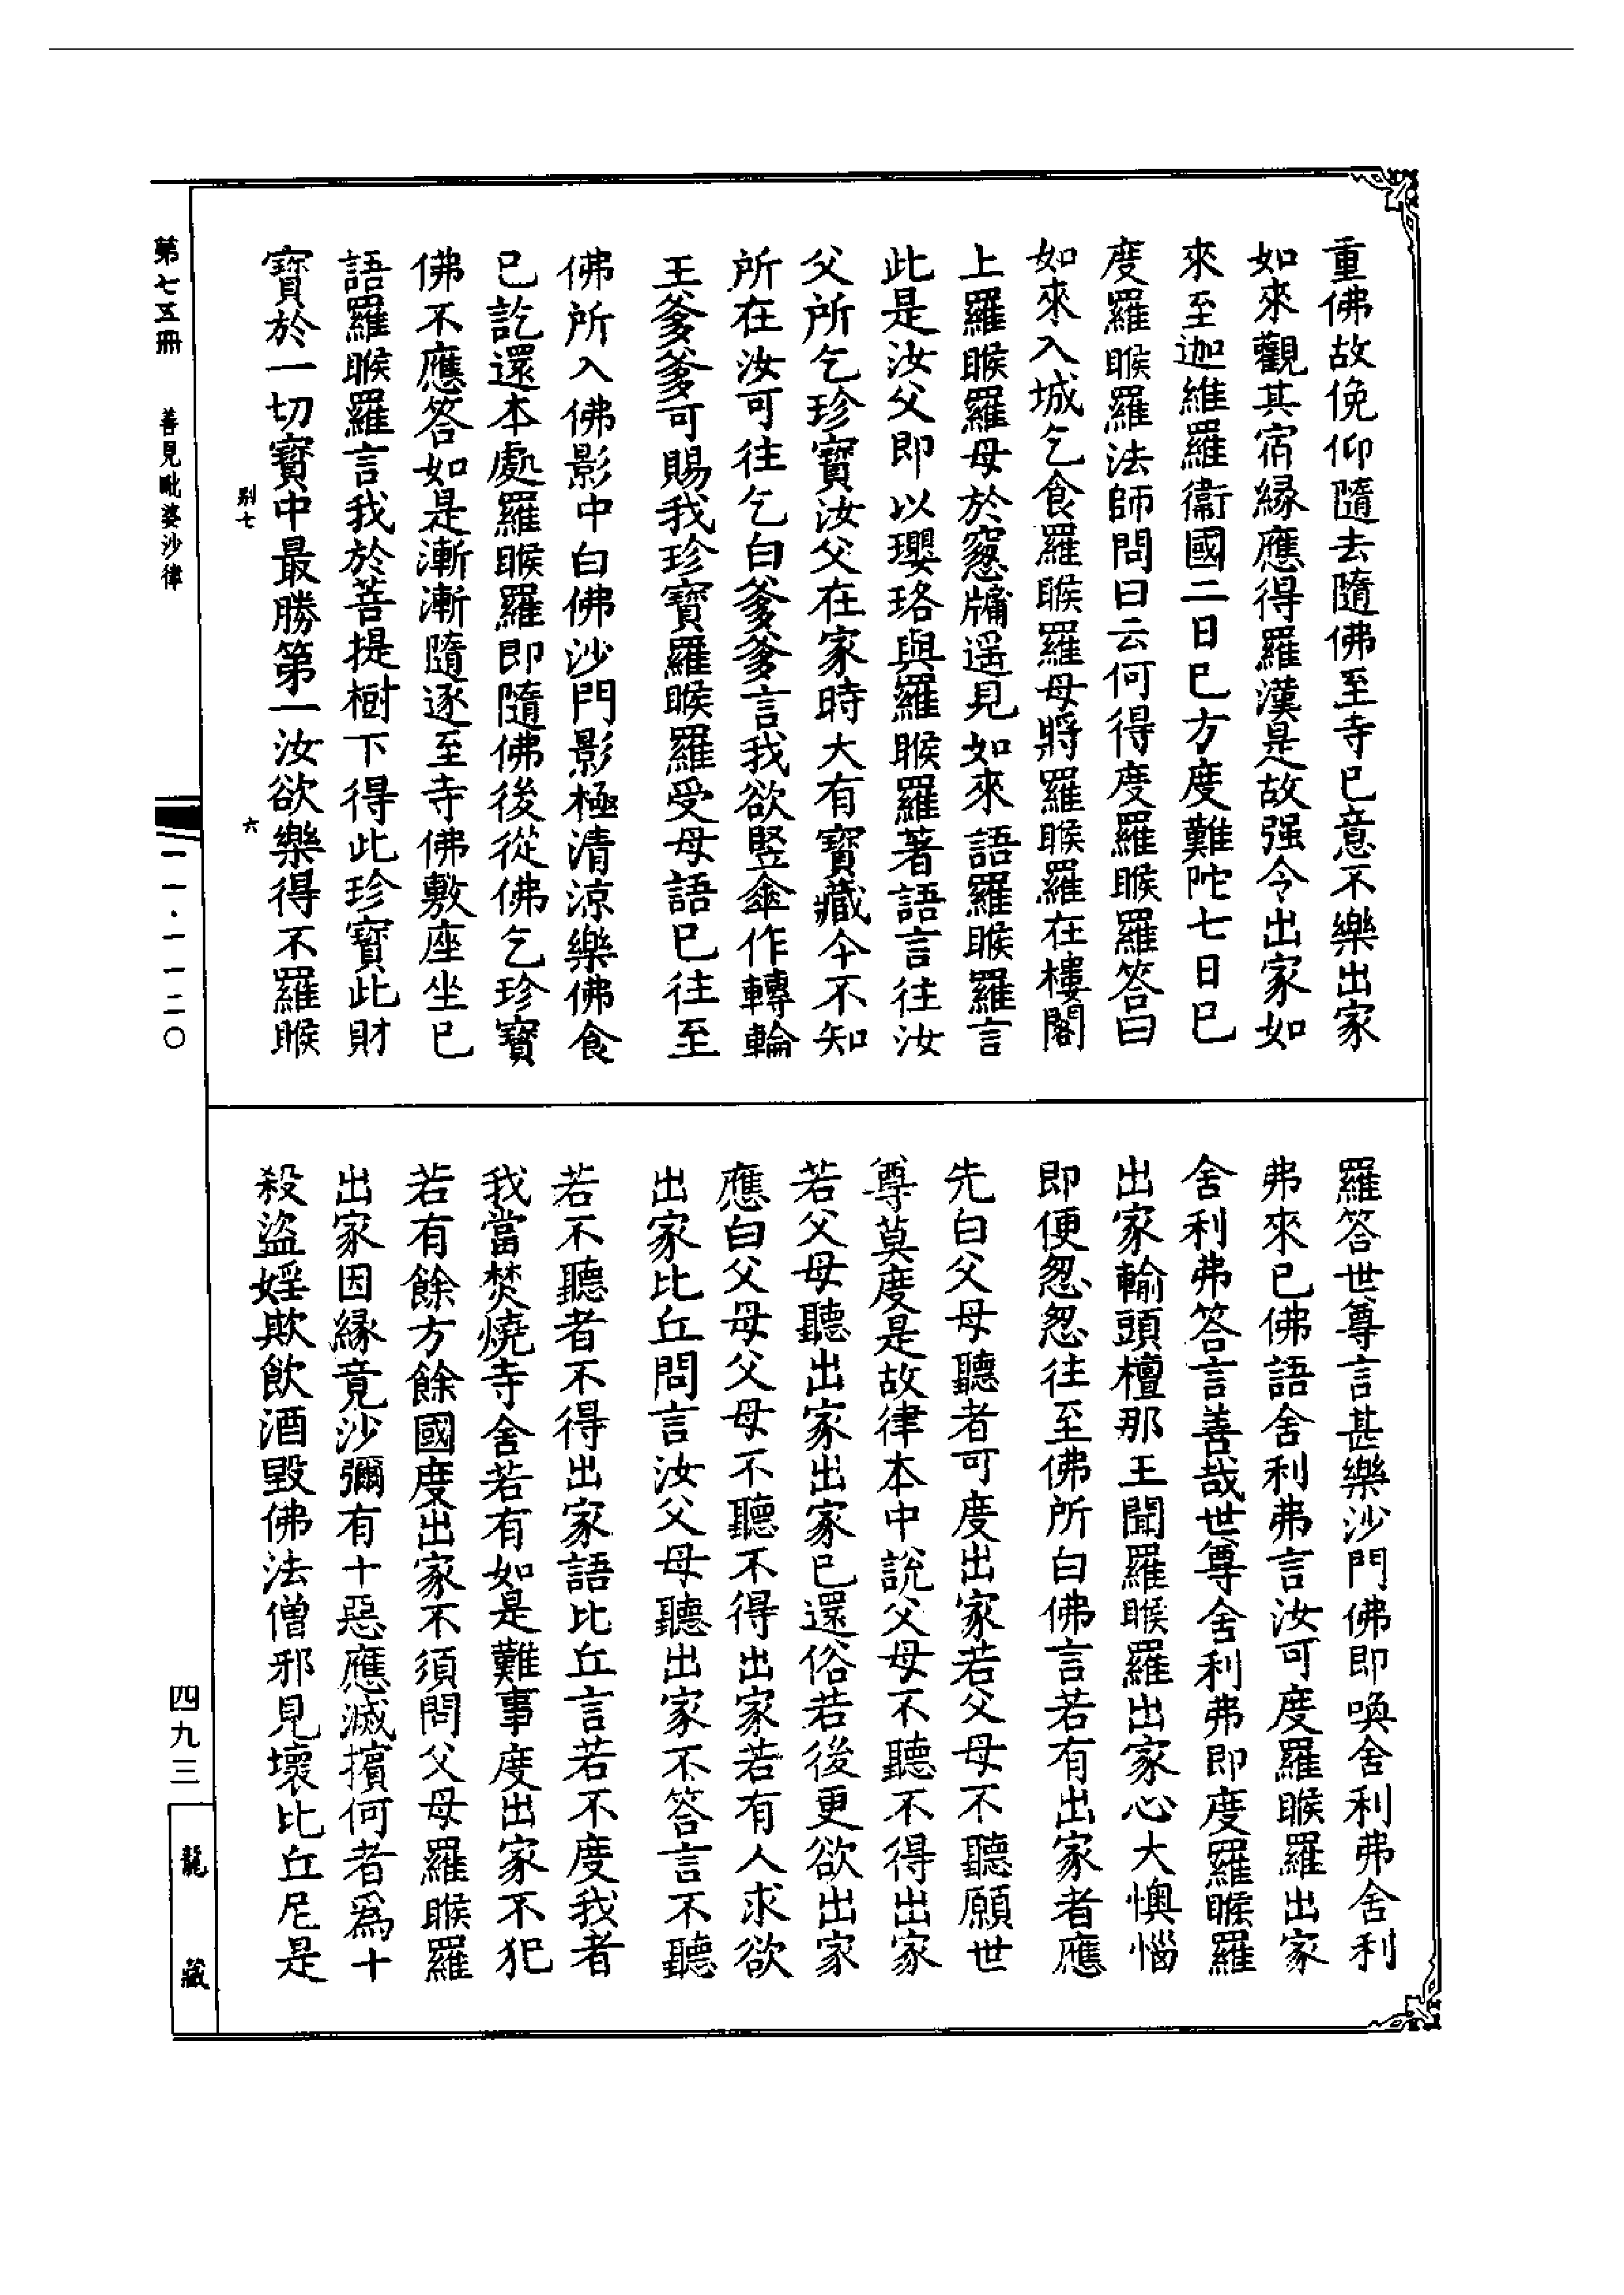 重佛故俛仰隨去隨佛至寺已意不樂出家
如來觀其宿緣應得羅漢是故强令出家如
來至迦維羅衞國二日已方度難陀七日已
度羅睺羅法師問曰云何得度羅睺羅答曰
如來入城乞食羅睺羅母將羅睺羅在樓閣
上羅睺羅母於窻牖遥見如來語羅睺羅言
此是汝父即以瓔珞與羅睺羅著語言往汝
父所乞珍寶汝父在家時大有寶藏今不知
所在汝可往乞白爹爹言我欲竪傘作轉輪
王爹爹可賜我珍寶羅睺羅受母語已往至
佛所入佛影中白佛沙門影極清涼樂佛食
已訖還本處羅睺羅即隨佛後從佛乞珍寶
佛不應答如是漸漸隨逐至寺佛敷座坐已
語羅睺羅言我於菩提樹下得此珍寶此財
寶於一切寶中最勝第一汝欲樂得不羅睺
别七 六
羅答世尊言甚樂沙門佛即喚舍利弗舍利
弗來已佛語舍利弗言汝可度羅睺羅出家
舍利弗答言善哉世尊舍利弗即度羅睺羅
出家輸頭檀那王聞羅睺羅出家心大懊惱
即便怱怱往至佛所白佛言若有出家者應
先白父母聽者可度出家若父母不聽願世
尊莫度是故律本中說父母不聽不得出家
若父母聽出家出家已還俗若後更欲出家
應白父母父母不聽不得出家若有人求欲
出家比丘問言汝父母聽出家不答言不聽
若不聽者不得出家語比丘言若不度我者
我當焚燒寺舍若有如是難事度出家不犯
若有餘方餘國度出家不須問父母羅睺羅
出家因緣竟沙彌有十惡應滅擯何者爲十
殺盜婬欺飲酒毀佛法僧邪見壞比丘尼是
第七五冊 善見毗婆沙律
一一·一一二〇
四九三
龍藏